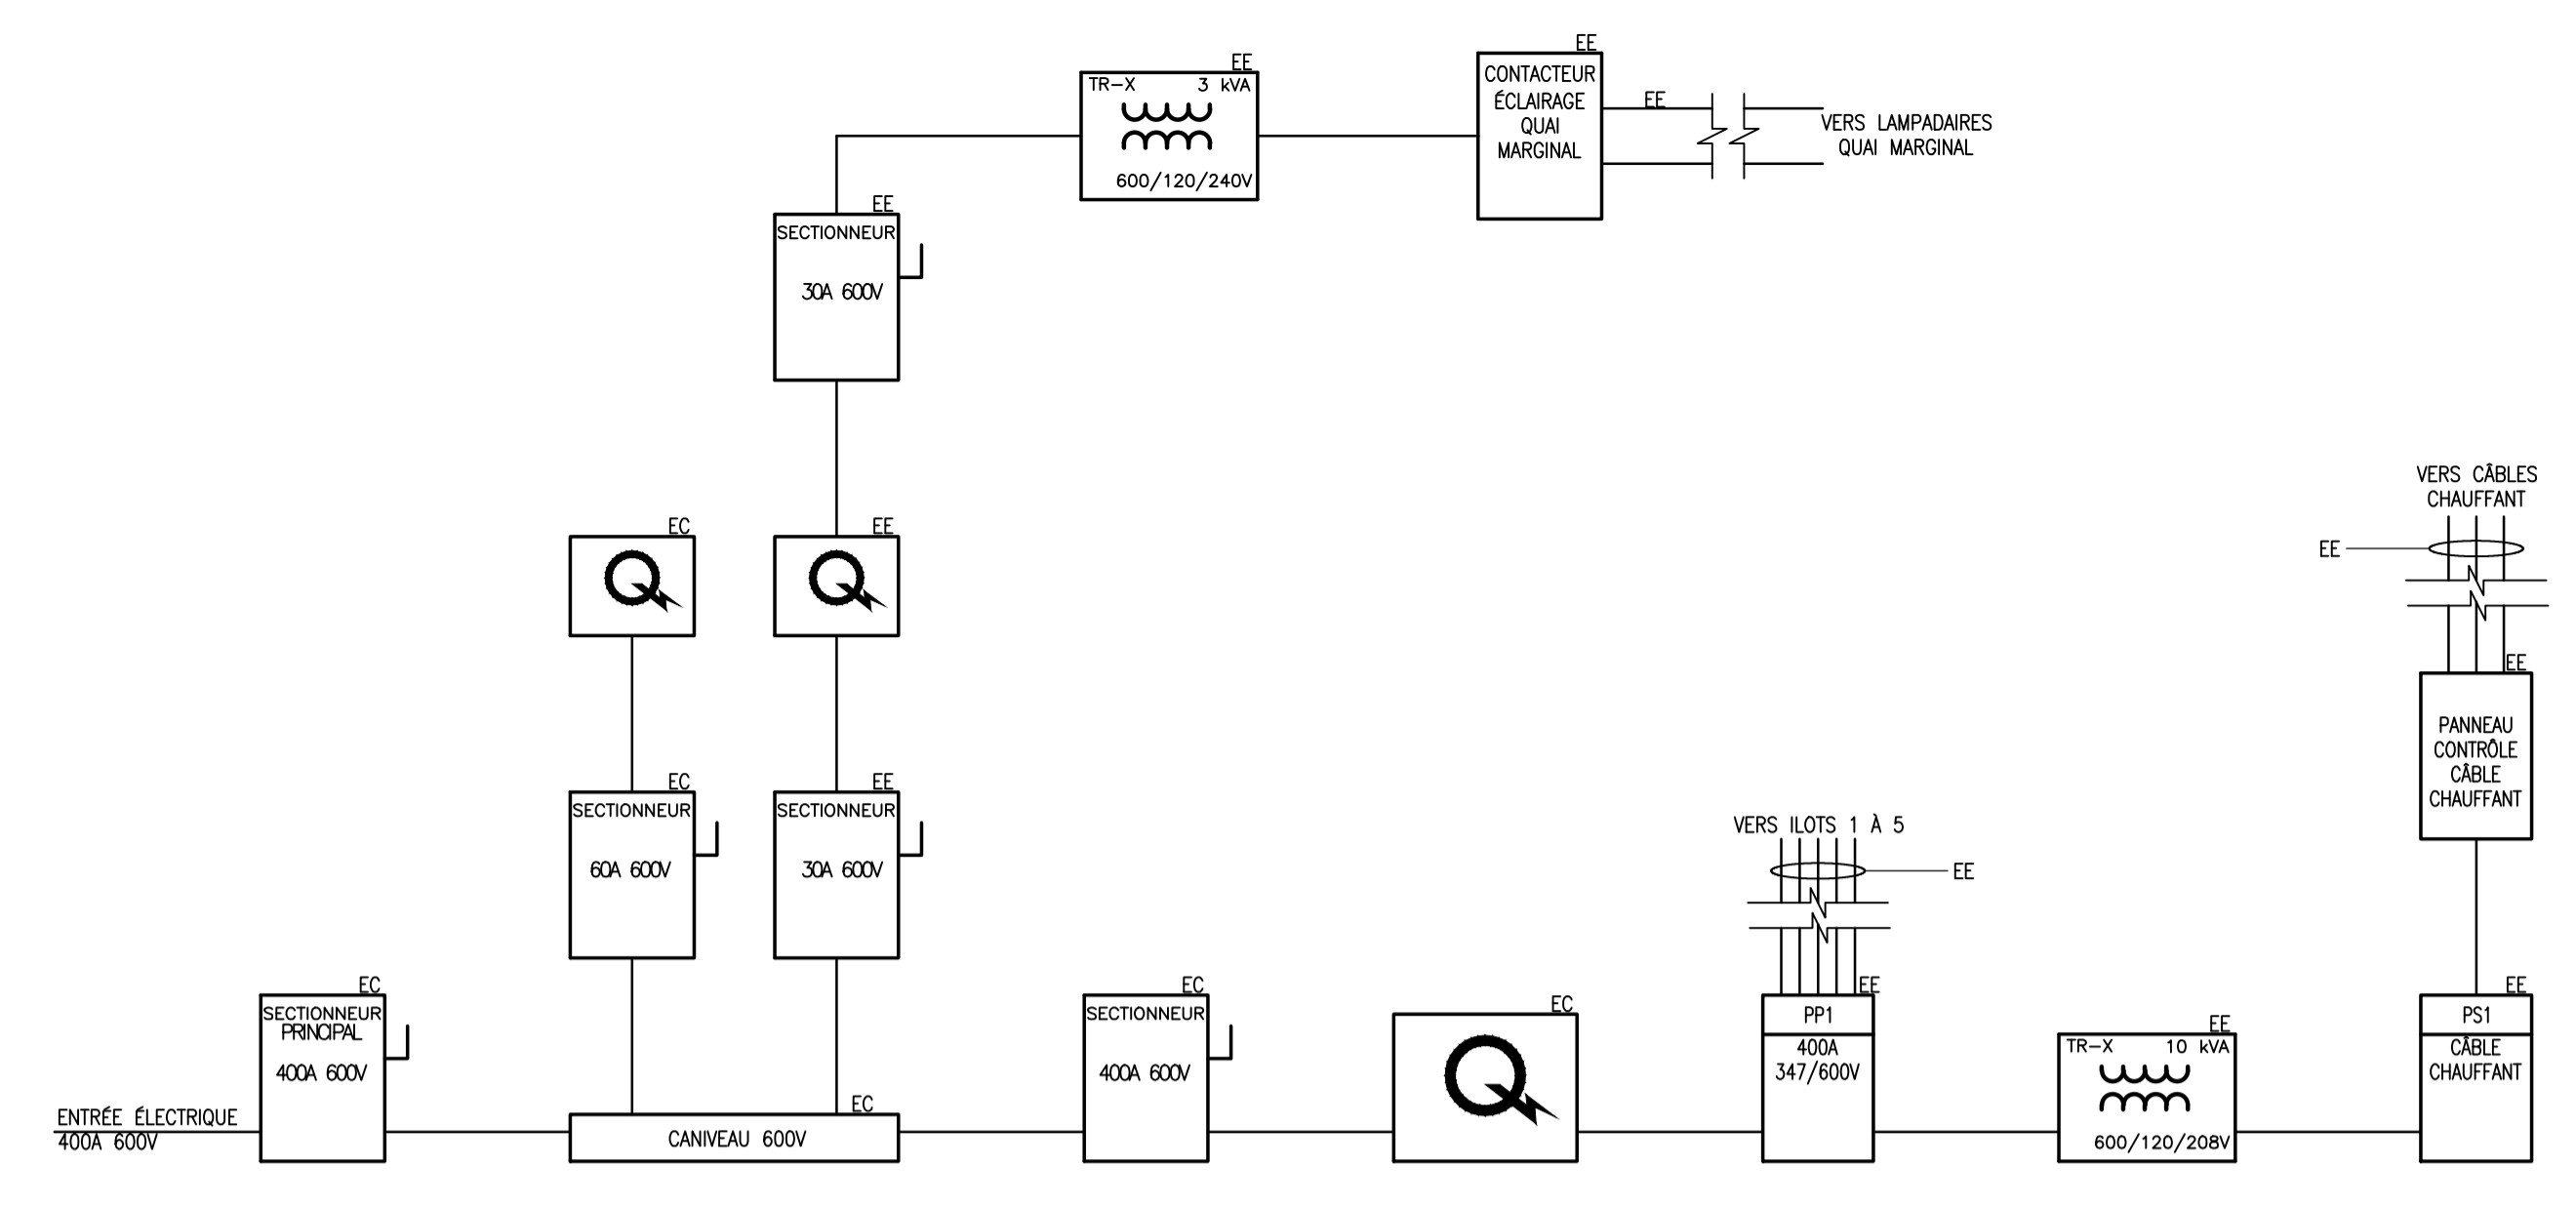 EE
TR-X 3 kVA
600/120/240V
EE
CONTACTEUR
ÉCLAIRAGE
QUAI
MARGINAL
EE
VERS LAMPADAIRES
QUAI MARGINAL
EE
SECTIONNEUR
30A 600V
VERS CÂBLES
CHAUFFANT
EE
EC
EE
EE
PANNEAU
CONTRÔLE
CÂBLE
CHAUFFANT
EC
SECTIONNEUR
60A 600V
EE
SECTIONNEUR
30A 600V
VERS ILOTS 1 À 5
EE
ENTRÉE ÉLECTRIQUE
400A 600V
EC
SECTIONNEUR
PRINCIPAL
400A 600V
EC
CANIVEAU 600V
EC
SECTIONNEUR
400A 600V
EC
EE
PP1
400A
347/600V
EE
TR-X 10 kVA
600/120/208V
EE
PS1
CÂBLE
CHAUFFANT